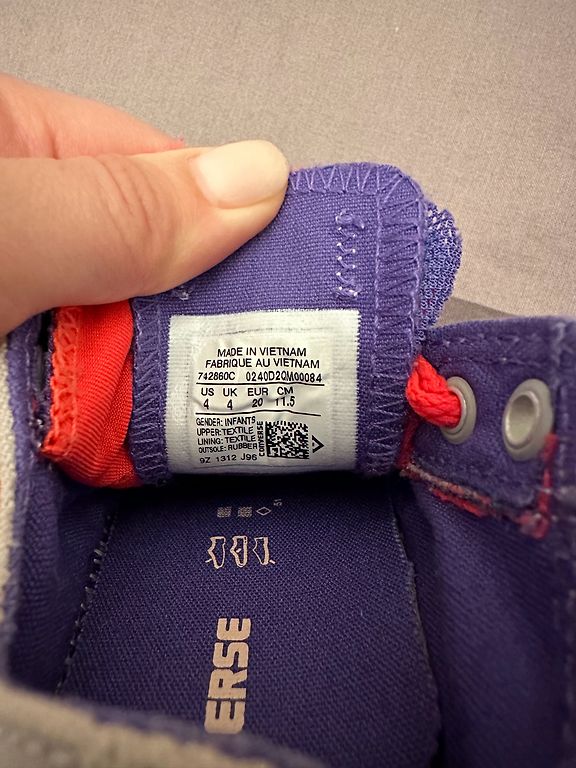 MADE IN VIETNAM
FABRIQUE AU VIETNAM
742860C 0240D2OM00084
US UK EUR CM
4 4 20 11.5
GENDER: INFANTS
UPPER: TEXTILE
LINING: TEXTILE
OUTSOLE: RUBBER
CONVERSE
9Z 1312 J96
ERSE